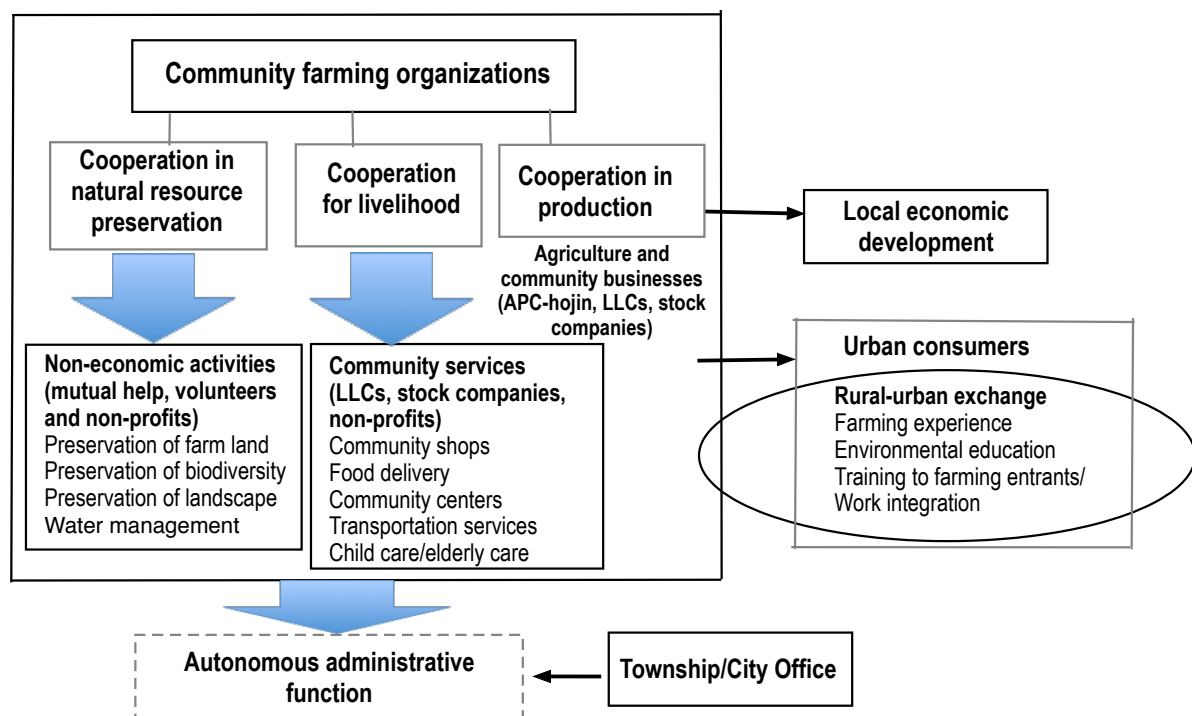 Community farming organizations
Cooperation in
natural resource
preservation
Cooperation
for livelihood
Cooperation in
production
Agriculture and
community businesses
(APC-hojin, LLCs, stock
companies)
Local economic
development
Non-economic activities
(mutual help, volunteers
and non-profits)
Preservation of farm land
Preservation of biodiversity
Preservation of landscape
Water management
Community services
(LLCs, stock companies,
non-profits)
Community shops
Food delivery
Community centers
Transportation services
Child care/elderly care
Urban consumers
Rural-urban exchange
Farming experience
Environmental education
Training to farming entrants/
Work integration
Autonomous administrative
function
Township/City Office